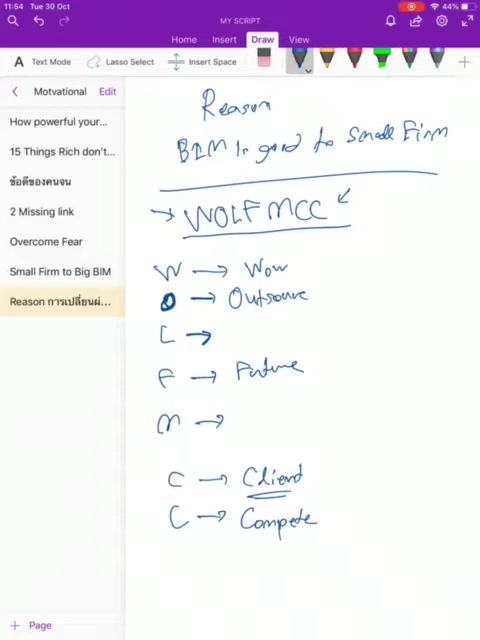 11:54 Tue 30 Oct
44%
MY SCRIPT
Home Insert Draw View
Text Mode Lasso Select Insert Space
Motvational Edit
How powerful your...
15 Things Rich don't...
ข้อดีของคนจน
2 Missing link
Overcome Fear
Small Firm to Big BIM
Reason การเปลี่ยนผ่...
Page
Reason
BIM is good to Small Firm
→ WOLFMCC
W → Wow
O → Outsource
L →
F → Future
M →
C → Client
C → Compete